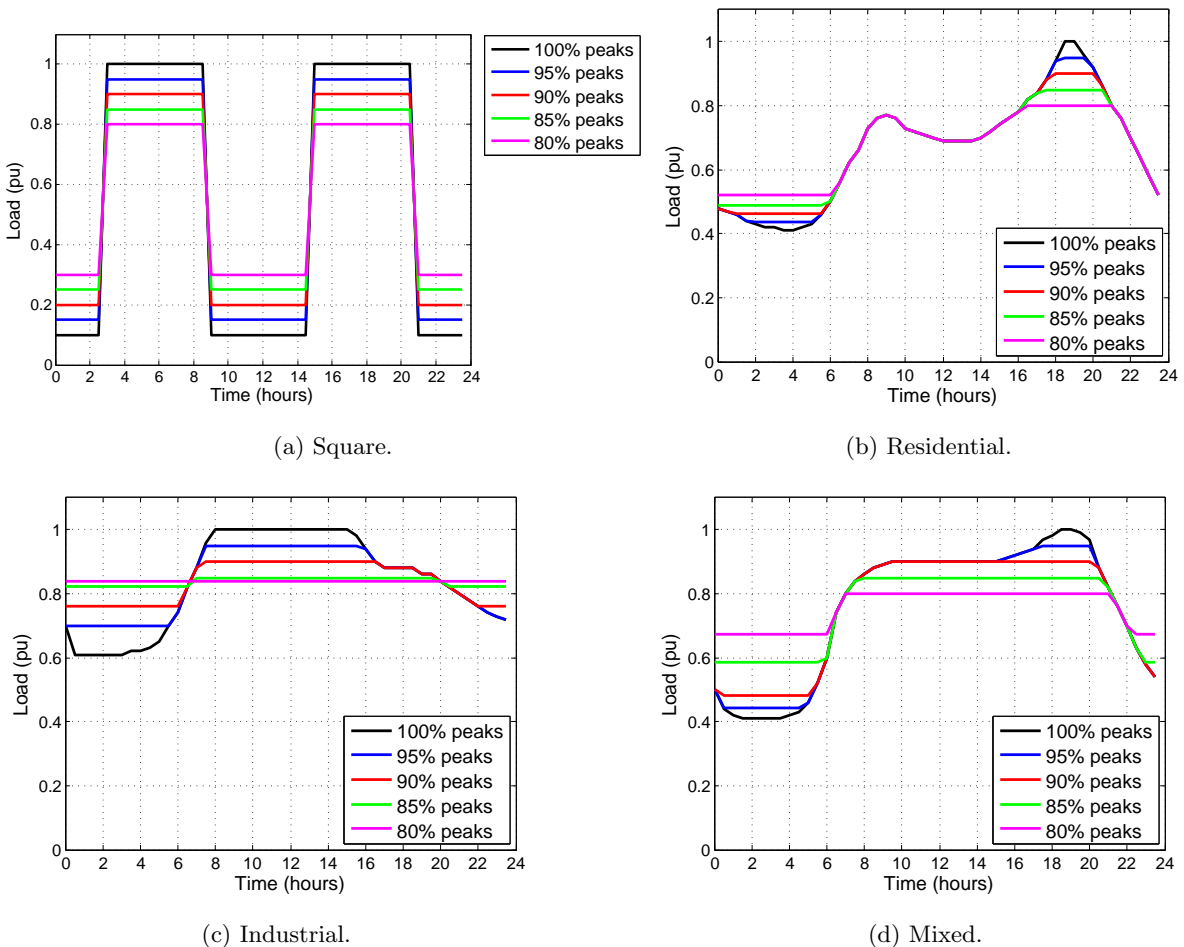 1
0.8
0.6
0.4
0.2
0
Load (pu)
0 2 4 6 8 10 12 14 16 18 20 22 24
Time (hours)
100% peaks
95% peaks
90% peaks
85% peaks
80% peaks
(a) Square.
1
0.8
0.6
0.4
0.2
0
Load (pu)
0 2 4 6 8 10 12 14 16 18 20 22 24
Time (hours)
100% peaks
95% peaks
90% peaks
85% peaks
80% peaks
(b) Residential.
1
0.8
0.6
0.4
0.2
0
Load (pu)
0 2 4 6 8 10 12 14 16 18 20 22 24
Time (hours)
100% peaks
95% peaks
90% peaks
85% peaks
80% peaks
(c) Industrial.
1
0.8
0.6
0.4
0.2
0
Load (pu)
0 2 4 6 8 10 12 14 16 18 20 22 24
Time (hours)
100% peaks
95% peaks
90% peaks
85% peaks
80% peaks
(d) Mixed.